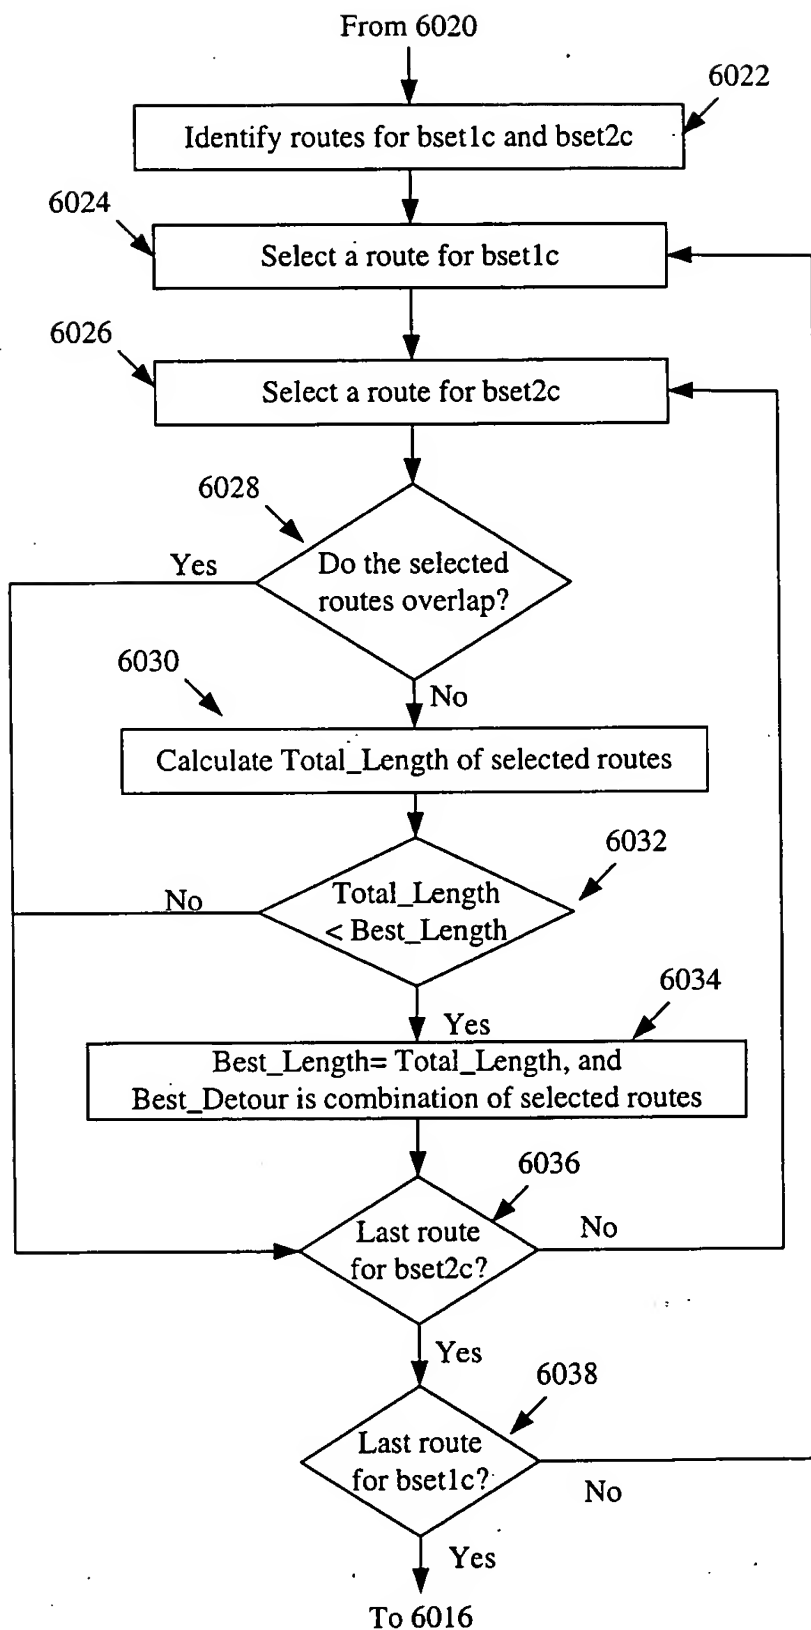 From 6020
6022
Identify routes for bset1c and bset2c
6024
Select a route for bset1c
6026
Select a route for bset2c
6028
Yes
Do the selected
routes overlap?
6030
No
Calculate Total_Length of selected routes
6032
No
Total_Length
< Best_Length
6034
Yes
Best_Length= Total_Length, and
Best_Detour is combination of selected routes
6036
Last route
for bset2c?
No
Yes
6038
Last route
for bset1c?
No
Yes
To 6016